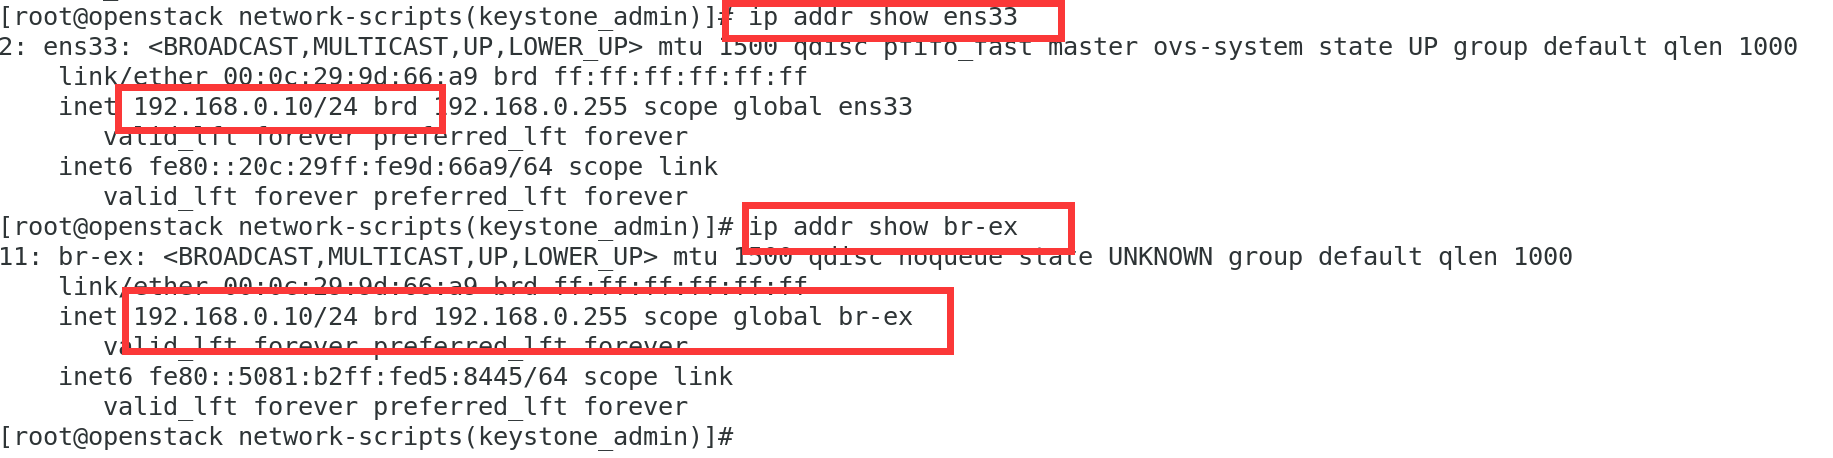 [root@openstack network-scripts(keystone_admin)]# ip addr show ens33
2: ens33: <BROADCAST,MULTICAST,UP,LOWER_UP> mtu 1500 qdisc pfifo_fast master ovs-system state UP group default qlen 1000
    link/ether 00:0c:29:9d:66:a9 brd ff:ff:ff:ff:ff:ff
    inet 192.168.0.10/24 brd 192.168.0.255 scope global ens33
       valid_lft forever preferred_lft forever
    inet6 fe80::20c:29ff:fe9d:66a9/64 scope link
       valid_lft forever preferred_lft forever
[root@openstack network-scripts(keystone_admin)]# ip addr show br-ex
11: br-ex: <BROADCAST,MULTICAST,UP,LOWER_UP> mtu 1500 qdisc noqueue state UNKNOWN group default qlen 1000
    link/ether 00:0c:29:9d:66:a9 brd ff:ff:ff:ff:ff:ff
    inet 192.168.0.10/24 brd 192.168.0.255 scope global br-ex
       valid_lft forever preferred_lft forever
    inet6 fe80::5081:b2ff:fed5:8445/64 scope link
       valid_lft forever preferred_lft forever
[root@openstack network-scripts(keystone_admin)]#